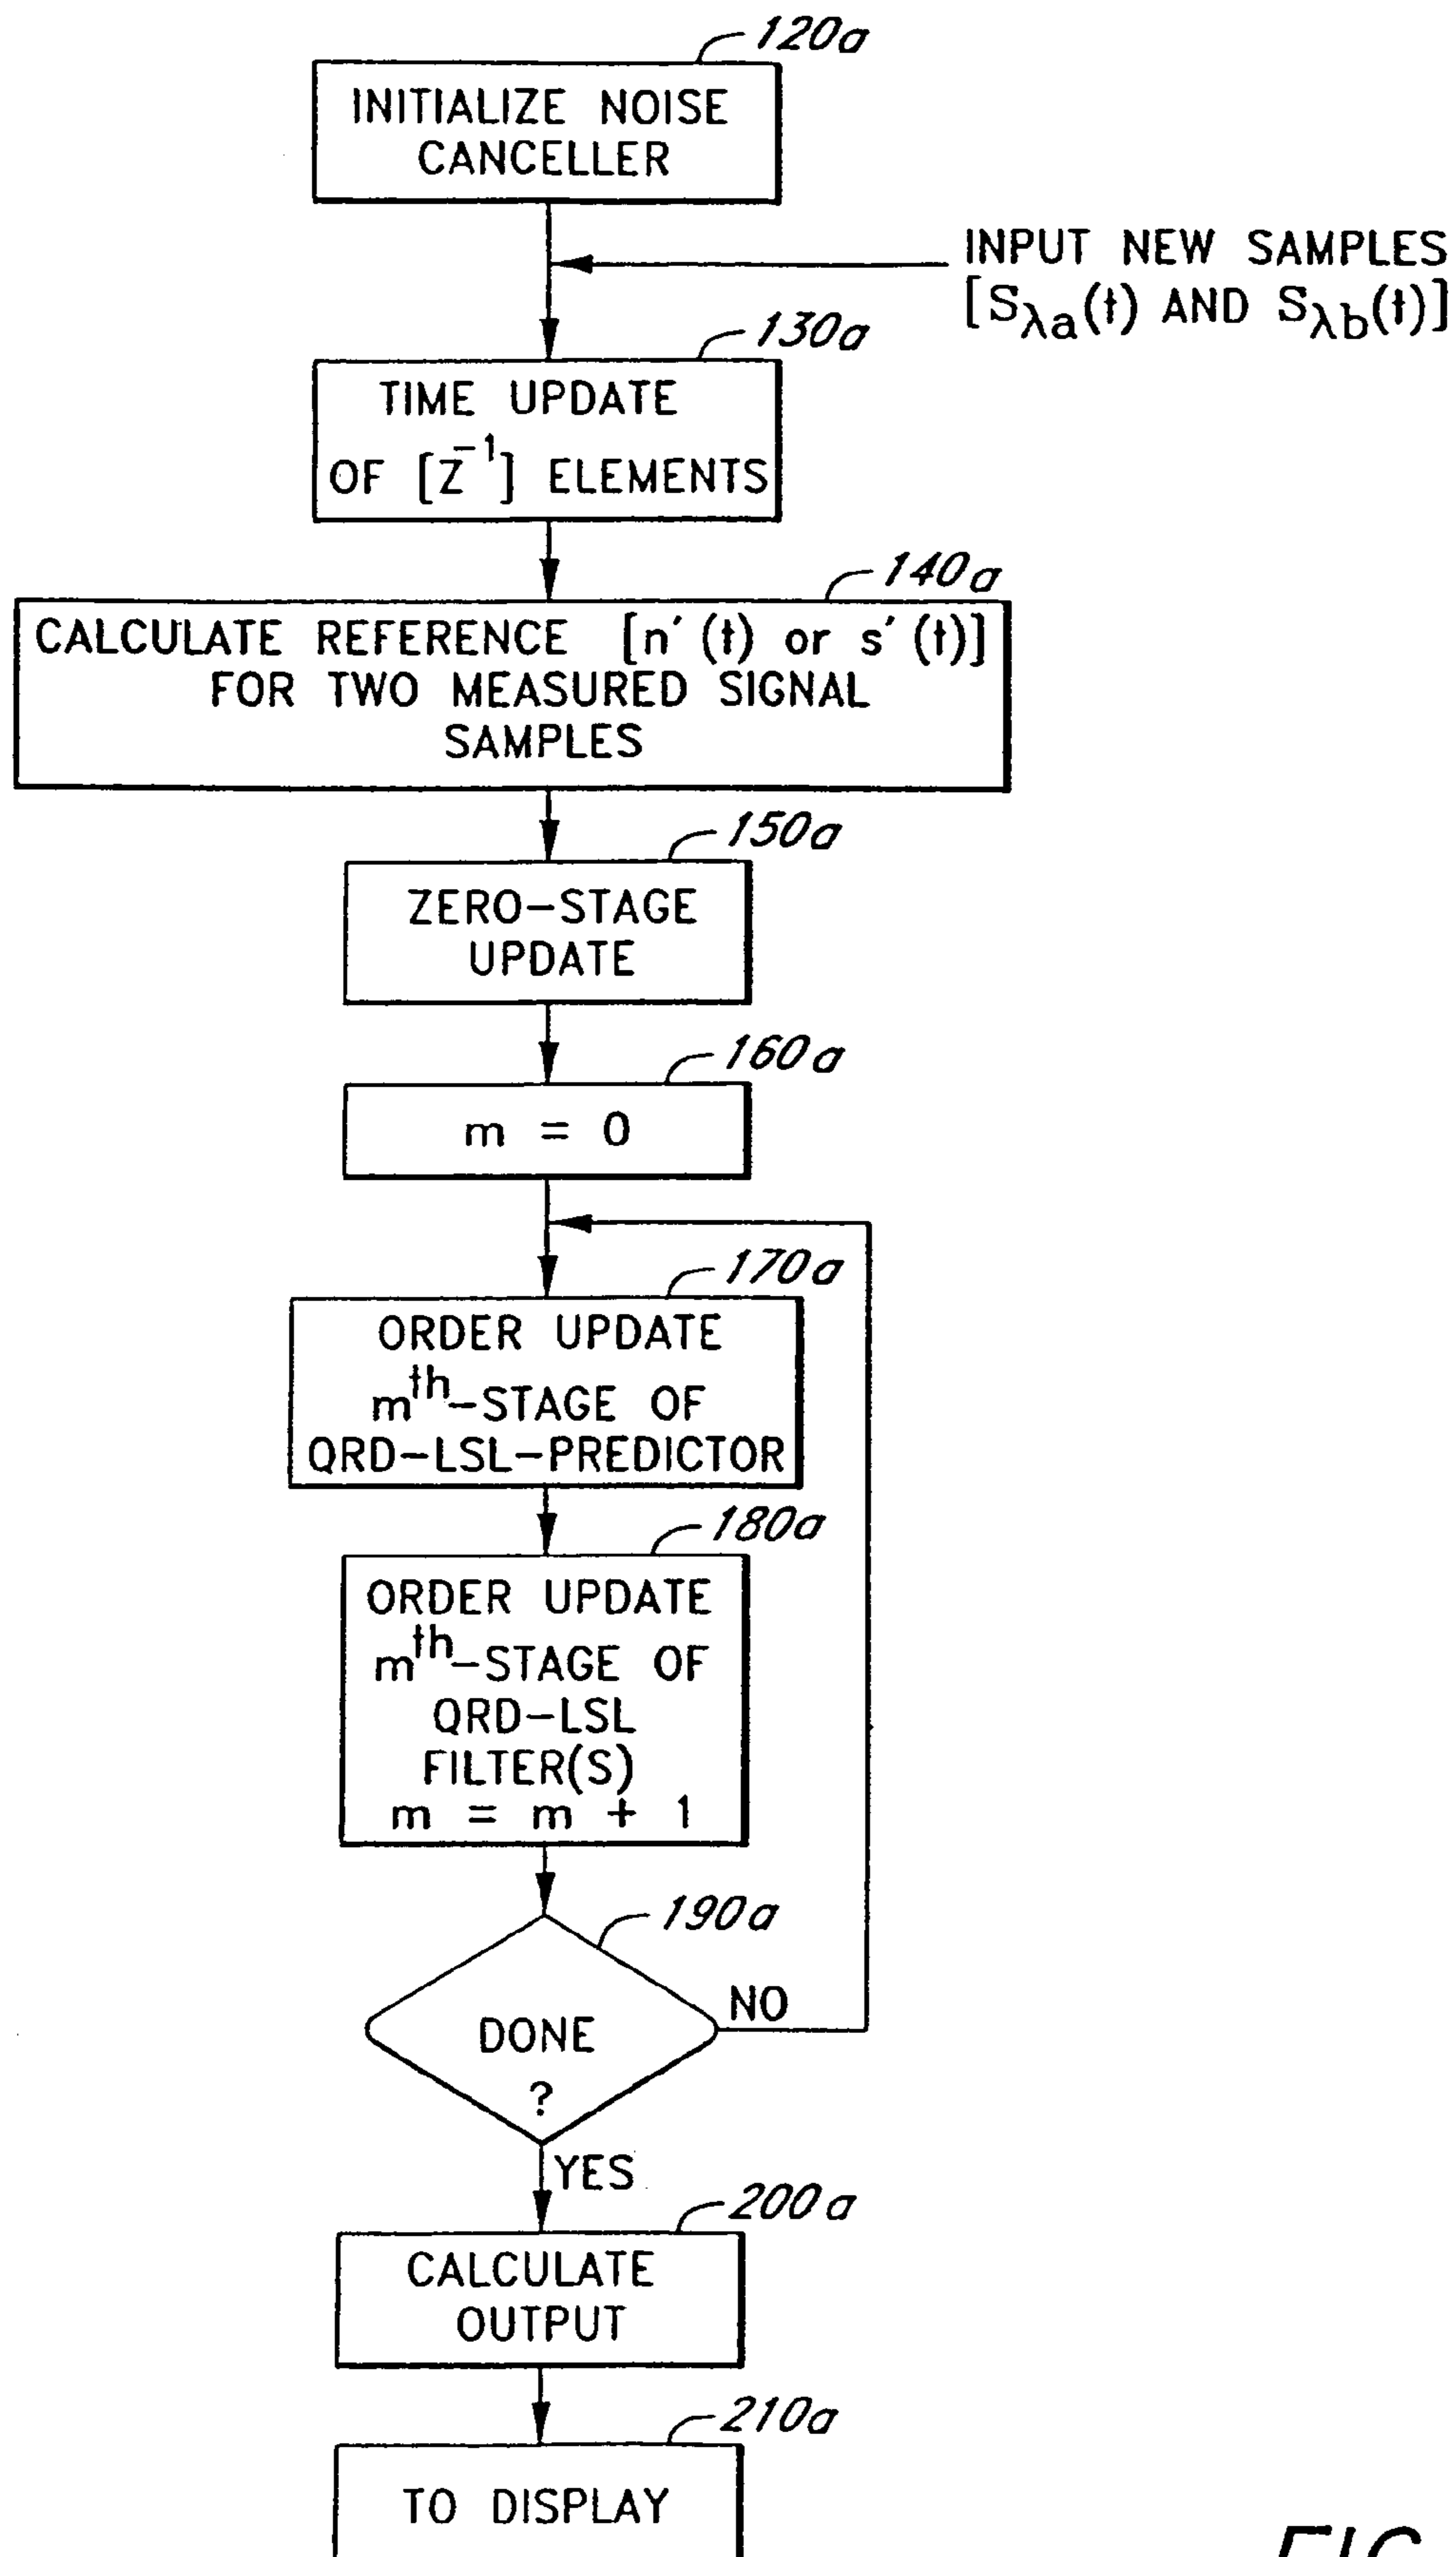 120a
INITIALIZE NOISE
CANCELLER
INPUT NEW SAMPLES
[Sλa(t) AND Sλb(t)]
130a
TIME UPDATE
OF [Z⁻¹] ELEMENTS
140a
CALCULATE REFERENCE [n′(t) or s′(t)]
FOR TWO MEASURED SIGNAL
SAMPLES
150a
ZERO-STAGE
UPDATE
160a
m = 0
170a
ORDER UPDATE
mth-STAGE OF
QRD-LSL-PREDICTOR
180a
ORDER UPDATE
mth-STAGE OF
QRD-LSL
FILTER(S)
m = m + 1
190a
NO
DONE
?
YES
200a
CALCULATE
OUTPUT
210a
TO DISPLAY